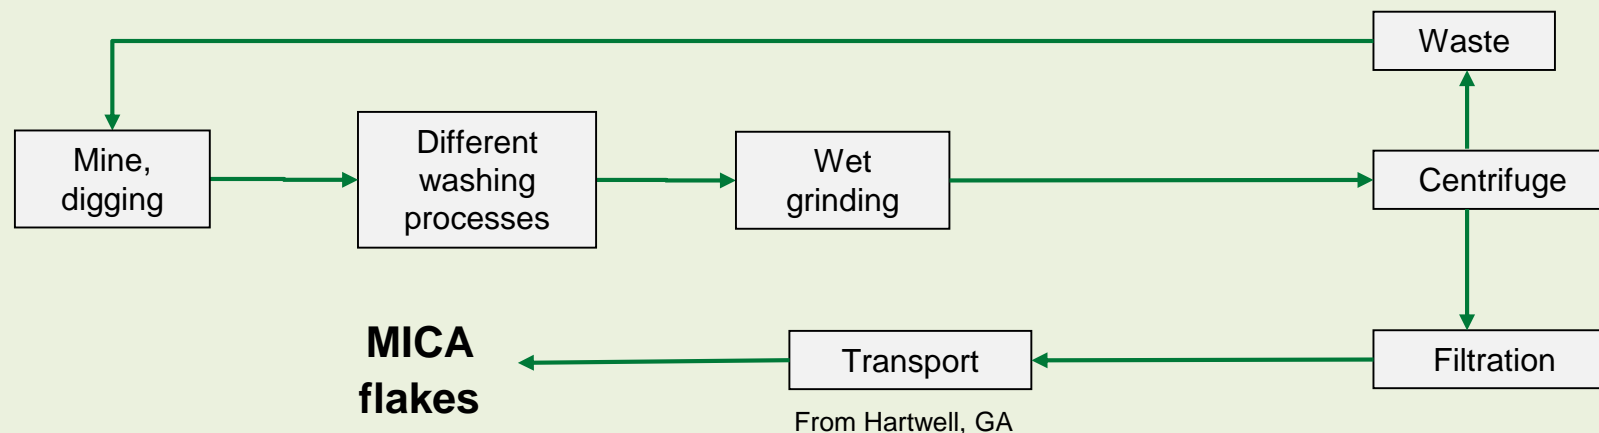 Waste
Mine,
digging
Different
washing
processes
Wet
grinding
Centrifuge
MICA
flakes
Transport
From Hartwell, GA
Filtration